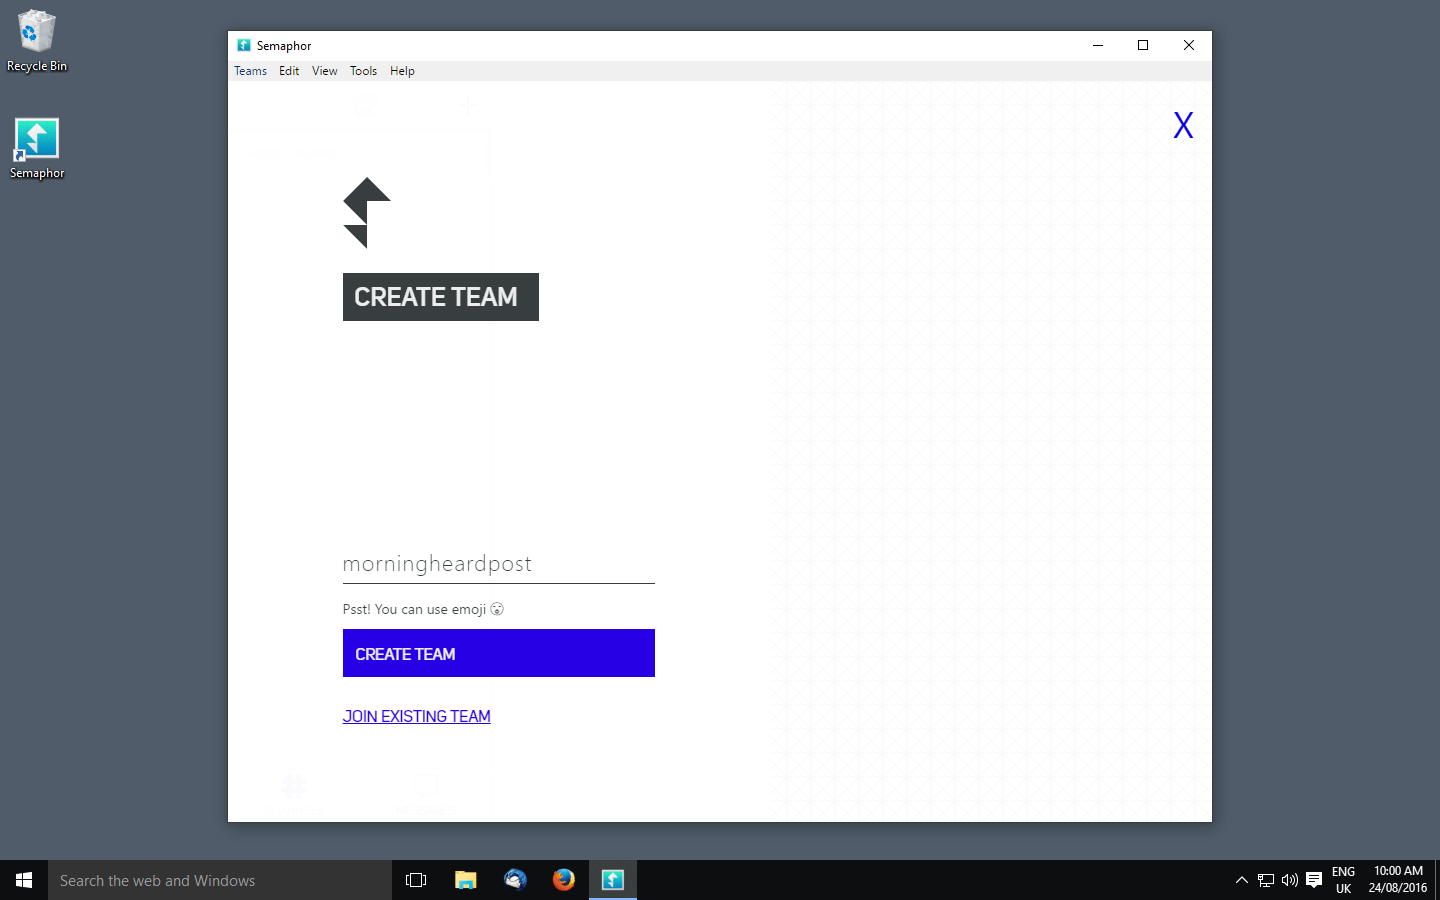 Recycle Bin
Semaphor
Semaphor
Teams Edit View Tools Help
X
CREATE TEAM
morningheardpost
Psst! You can use emoji 😮
CREATE TEAM
JOIN EXISTING TEAM
Search the web and Windows
ENG
UK
10:00 AM
24/08/2016